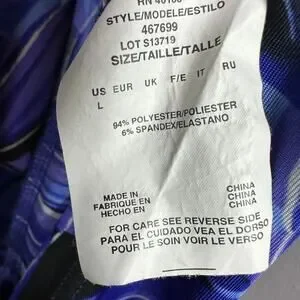 STYLE/MODELE/ESTILO
467699
LOT S13719
SIZE/TAILLE/TALLE
US EUR UK F/E IT RU
L
94% POLYESTER/POLIESTER
6% SPANDEX/ELASTANO
MADE IN CHINA
FABRIQUE EN CHINA
HECHO EN CHINA
FOR CARE SEE REVERSE SIDE
PARA EL CUIDADO VEA EL DORSO
POUR LE SOIN VOIR LE VERSO